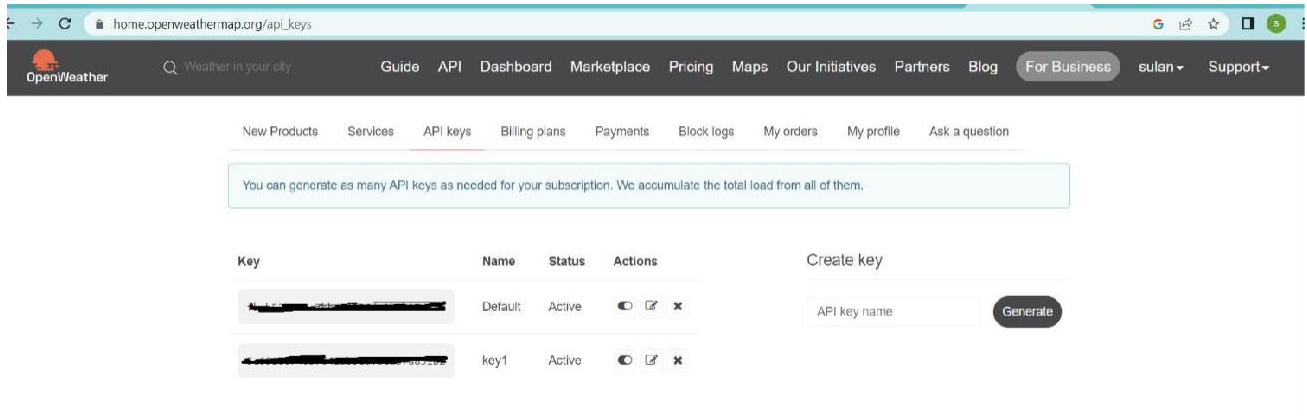 home.openweathermap.org/api_keys
OpenWeather
Weather in your city
Guide API Dashboard Marketplace Pricing Maps Our Initiatives Partners Blog For Business sulan Support
New Products Services API keys Billing plans Payments Block logs My orders My profile Ask a question
You can generate as many API keys as needed for your subscription. We accumulate the total load from all of them.
Key Name Status Actions
Create key
Default Active
API key name Generate
key1 Active